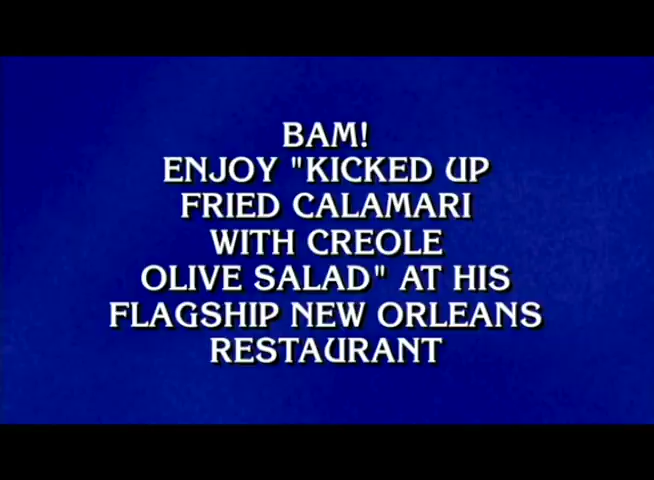 BAM!
ENJOY "KICKED UP
FRIED CALAMARI
WITH CREOLE
OLIVE SALAD" AT HIS
FLAGSHIP NEW ORLEANS
RESTAURANT